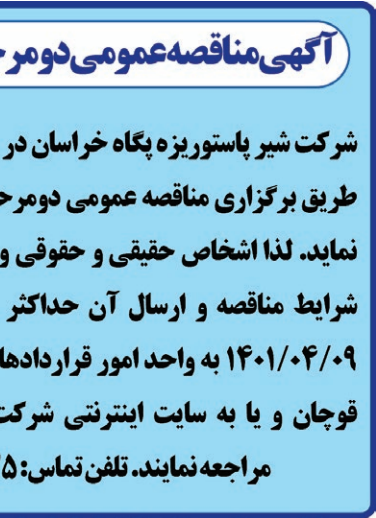 آگهی مناقصه عمومی دو
شرکت شیر پاستوریزه پگاه خراسان در
طریق برگزاری مناقصه عمومی
نماید. لذا اشخاص حقیقی و حقوقی و
شرایط مناقصه و ارسال آن حداکثر
۱۴۰۱/۰۴/۰۹ به واحد امور قراردادها
قوچان و یا به سایت اینترنتی شرکت
مراجعه نمایند. تلفن تماس: